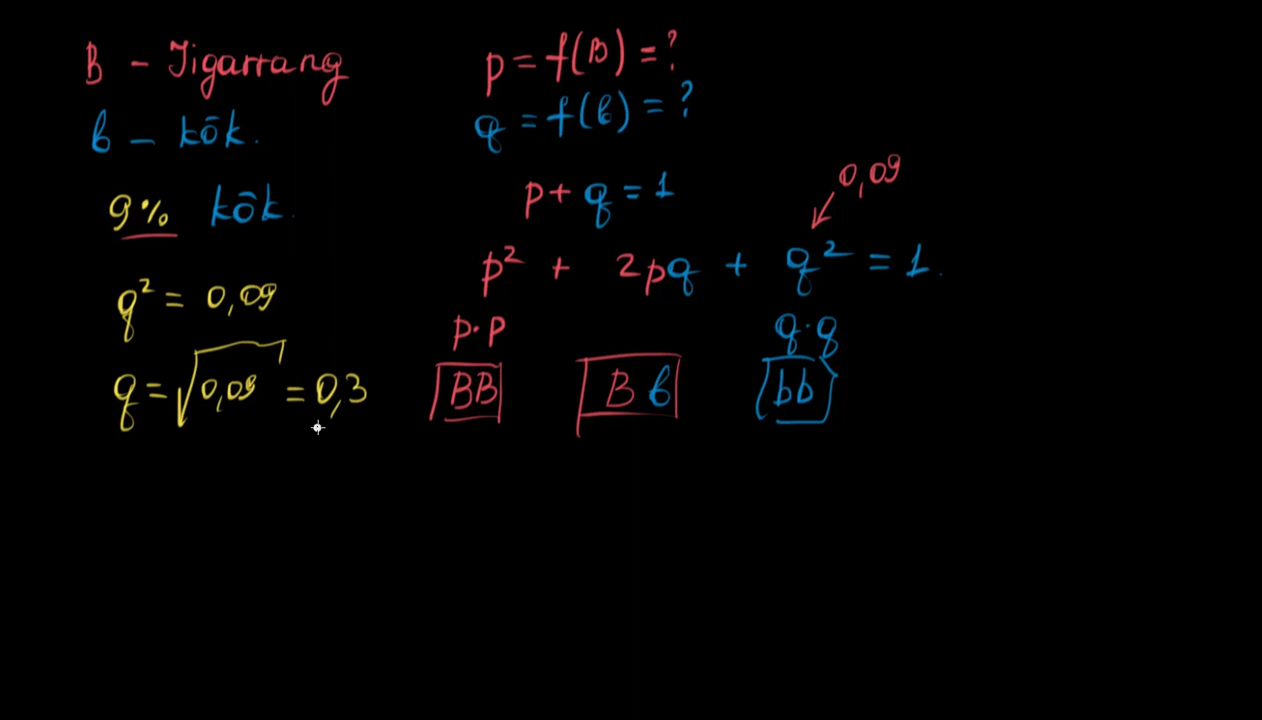 B - Jigarrang
b - kōk.
9% kōk.
q² = 0,09
q = √0,09 = 0,3
p = f(B) = ?
q = f(b) = ?
p + q = 1
0,09
p² + 2pq + q² = 1.
p·p q·q
BB Bb bb